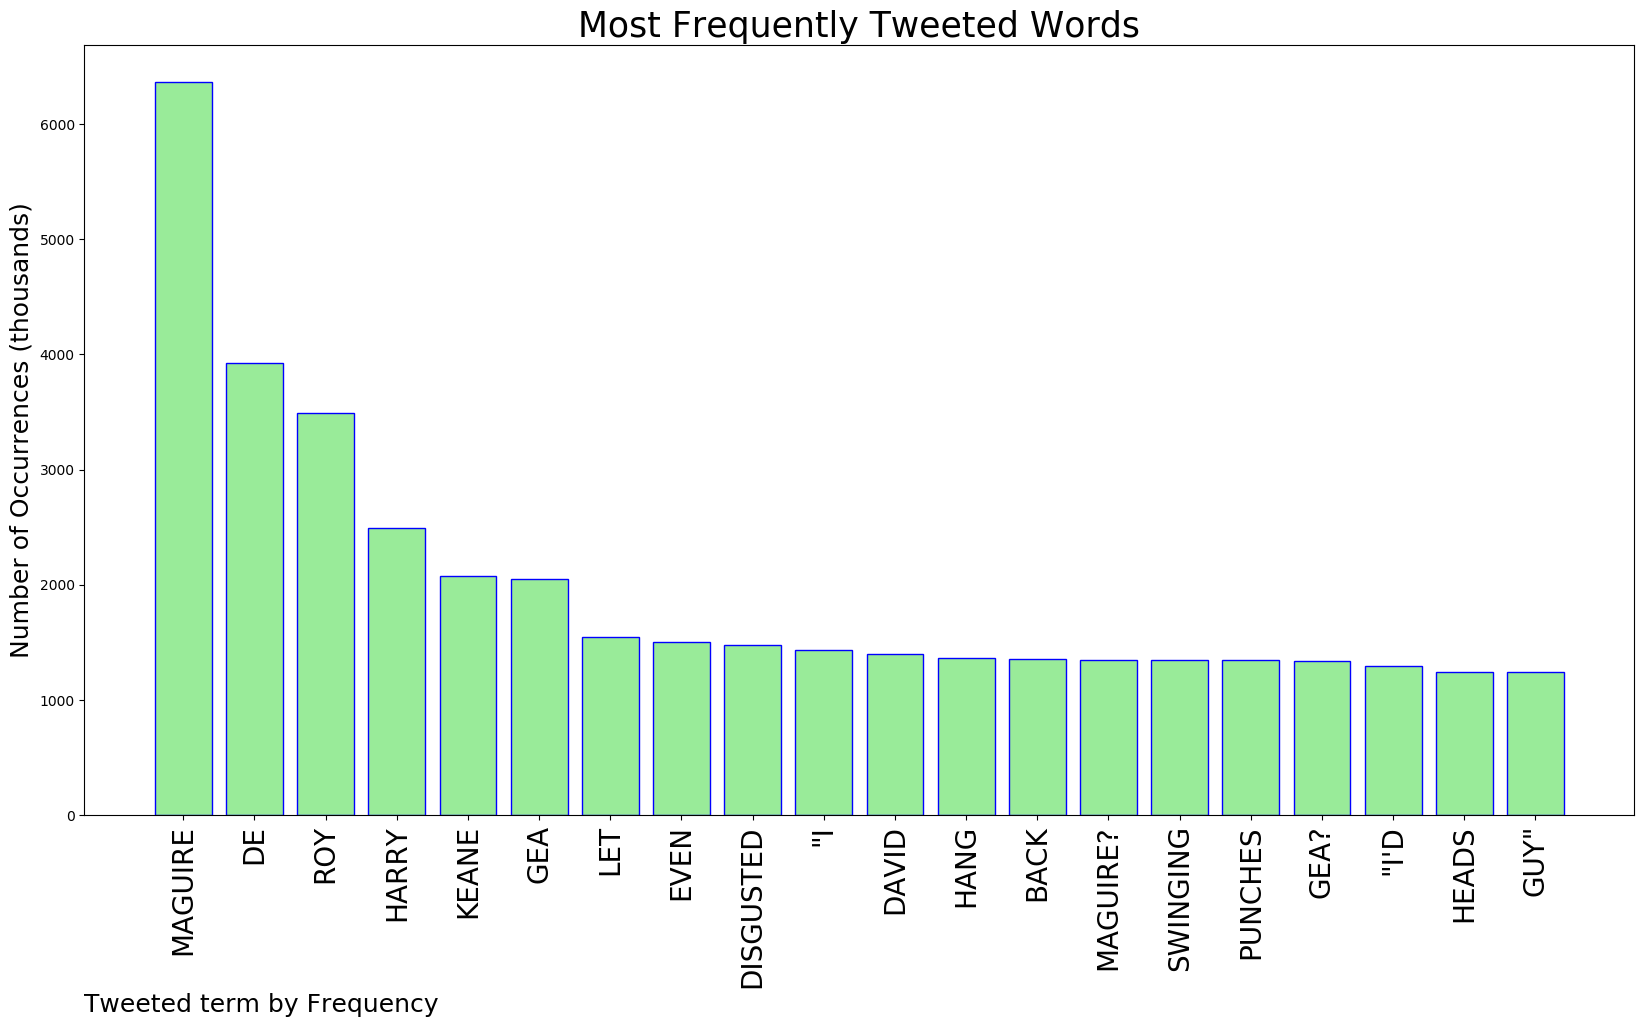 Most Frequently Tweeted Words
Number of Occurrences (thousands)
6000
5000
4000
3000
2000
1000
0
MAGUIRE
DE
ROY
HARRY
KEANE
GEA
LET
EVEN
DISGUSTED
"I
DAVID
HANG
BACK
MAGUIRE?
SWINGING
PUNCHES
GEA?
"I'D
HEADS
GUY"
Tweeted term by Frequency